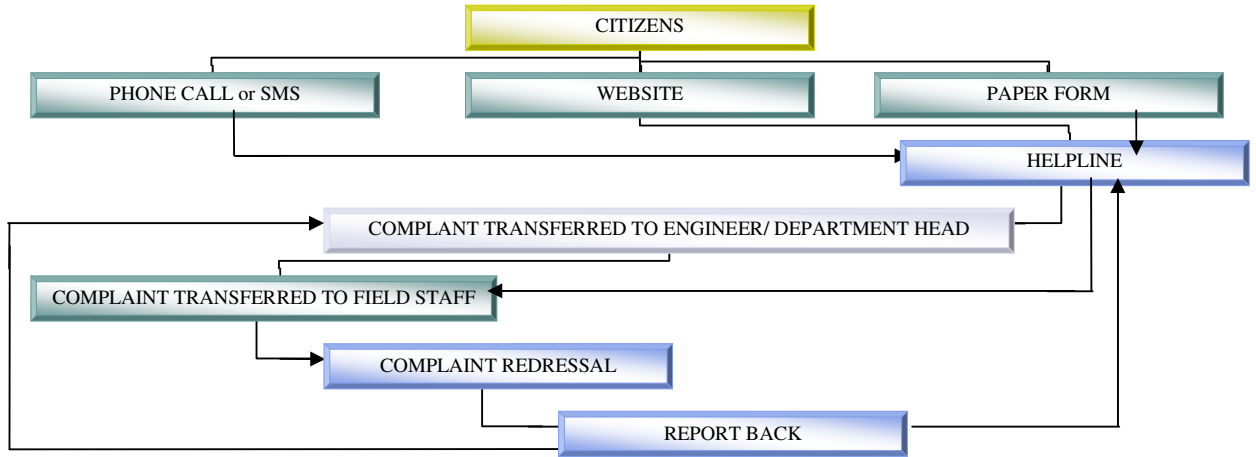 CITIZENS
PHONE CALL or SMS
WEBSITE
PAPER FORM
HELPLINE
COMPLANT TRANSFERRED TO ENGINEER/ DEPARTMENT HEAD
COMPLAINT TRANSFERRED TO FIELD STAFF
COMPLAINT REDRESSAL
REPORT BACK